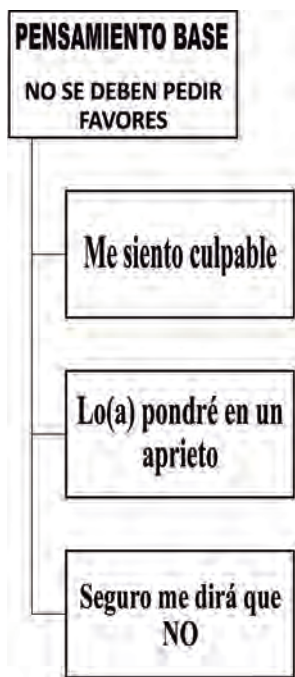 PENSAMIENTO BASE
NO SE DEBEN PEDIR
FAVORES
Me siento culpable
Lo(a) pondré en un
aprieto
Seguro me dirá que
NO